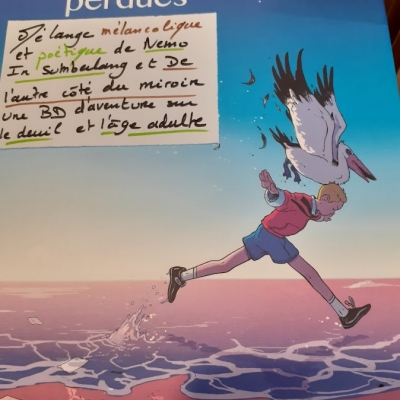 perdues
Mélange mélancolique
et poétique de Nemo
In Sumberlang et De
l'autre côté du miroir
une BD d'aventure sur
le deuil et l'âge adulte